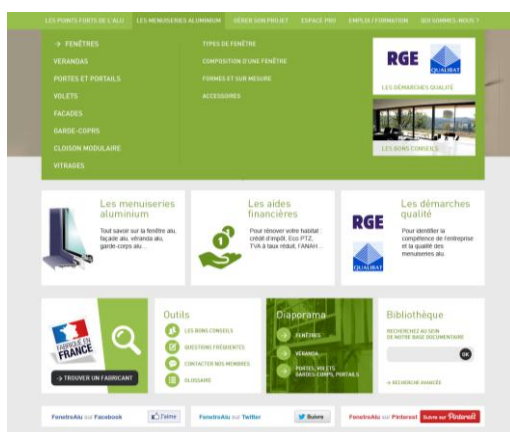 LES POINTS FORTS DE L'ALU
LES MENUISERIES ALUMINIUM
GÉRER SON PROJET
ESPACE PRO
EMPLOI / FORMATION
QUI SOMMES-NOUS ?
→ FENÊTRES
VERANDAS
PORTES ET PORTAILS
VOLETS
FACADES
GARDE-COPRS
CLOISON MODULAIRE
VITRAGES
TYPES DE FENÊTRE
COMPOSITION D'UNE FENÊTRE
FORMES ET SUR MESURE
ACCESSOIRES
RGE
QUALIBAT
LES DÉMARCHES QUALITÉ
LES BONS CONSEILS
Les menuiseries
aluminium
Tout savoir sur la fenêtre alu,
façade alu, véranda alu,
garde-corps alu...
Les aides
financières
Pour rénover votre habitat :
crédit d'impôt, Eco PTZ,
TVA à taux réduit, l'ANAH...
RGE
QUALIBAT
Les démarches
qualité
Pour identifier la
compétence de l'entreprise
et la qualité des
menuiseries alu.
FABRIQUÉ EN
FRANCE
→ TROUVER UN FABRICANT
Outils
LES BONS CONSEILS
QUESTIONS FRÉQUENTES
CONTACTER NOS MEMBRES
GLOSSAIRE
Diaporama
FENÊTRES
VERANDA
PORTES, VOLETS
GARDES-CORPS, PORTAILS
Bibliothèque
RECHERCHEZ AU SEIN
DE NOTRE BASE DOCUMENTAIRE
OK
→ RECHERCHE AVANCÉE
FenetreAlu sur Facebook
J'aime
FenetreAlu sur Twitter
Suivre
FenetreAlu sur Pinterest
Suivre sur Pinterest